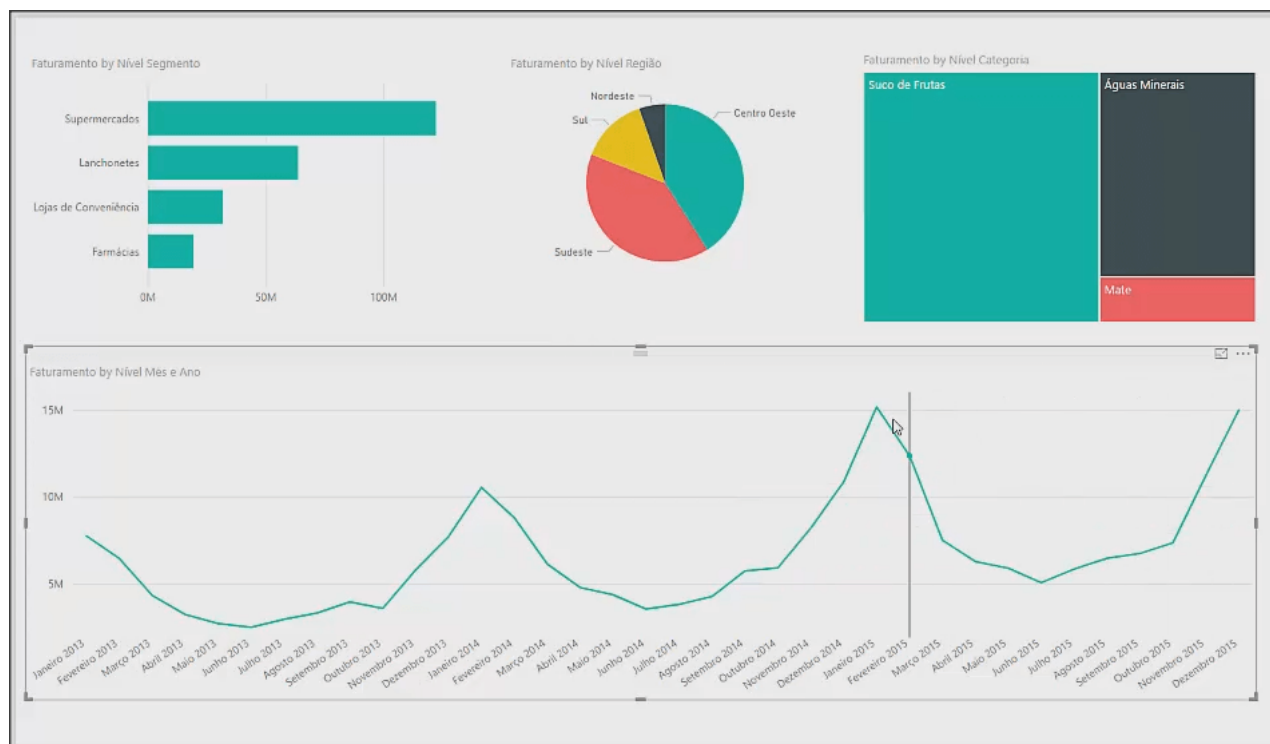 Faturamento by Nível Segmento
Supermercados
Lanchonetes
Lojas de Conveniência
Farmácias
0M
50M
100M
Faturamento by Nível Região
Nordeste
Sul
Centro Oeste
Sudeste
Faturamento by Nível Categoria
Suco de Frutas
Águas Minerais
Mate
Faturamento by Nível Mês e Ano
15M
10M
5M
Janeiro 2013
Fevereiro 2013
Março 2013
Abril 2013
Maio 2013
Junho 2013
Julho 2013
Agosto 2013
Setembro 2013
Outubro 2013
Novembro 2013
Dezembro 2013
Janeiro 2014
Fevereiro 2014
Março 2014
Abril 2014
Maio 2014
Junho 2014
Julho 2014
Agosto 2014
Setembro 2014
Outubro 2014
Novembro 2014
Dezembro 2014
Janeiro 2015
Fevereiro 2015
Março 2015
Abril 2015
Maio 2015
Junho 2015
Julho 2015
Agosto 2015
Setembro 2015
Outubro 2015
Novembro 2015
Dezembro 2015